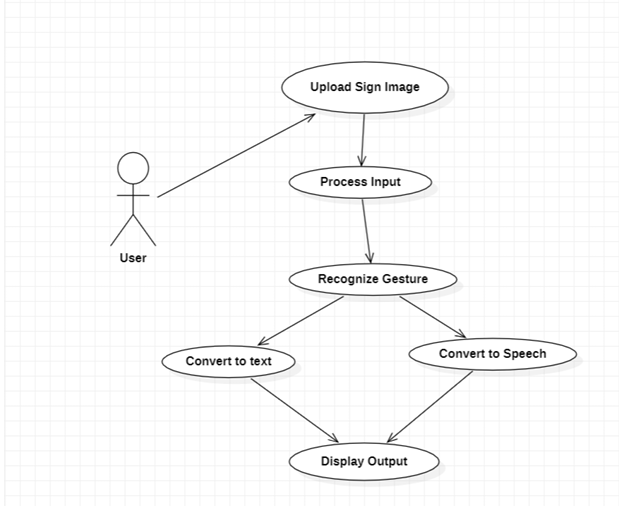 Upload Sign Image
Process Input
User
Recognize Gesture
Convert to text
Convert to Speech
Display Output